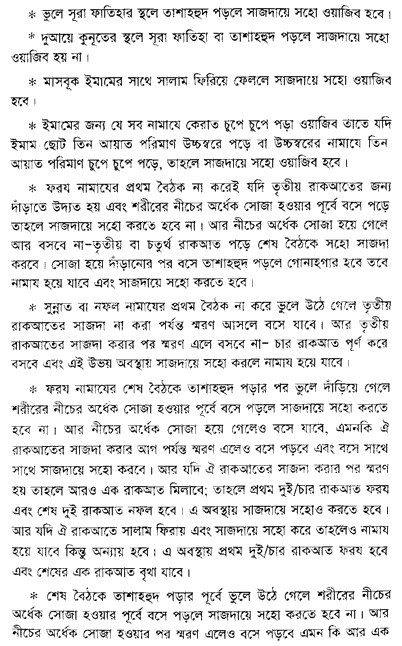 * ভুলে সূরা ফাতিহার স্থলে তাশাহহুদ পড়লে সাজদায়ে সহো ওয়াজিব হবে।
* দুআয়ে কুনূতের স্থলে সূরা ফাতিহা বা তাশাহহুদ পড়লে সাজদায়ে সহো
ওয়াজিব হয় না।
* মাসবূক ইমামের সাথে সালাম ফিরিয়ে ফেললে সাজদায়ে সহো ওয়াজিব
হবে।
* ইমামের জন্য যে সব নামাযে কেরাত চুপে চুপে পড়া ওয়াজিব তাতে যদি
ইমাম ছোট তিন আয়াত পরিমাণ উচ্চস্বরে পড়ে বা উচ্চস্বরের নামাযে তিন
আয়াত পরিমাণ চুপে চুপে পড়ে, তাহলে সাজদায়ে সহো ওয়াজিব হবে।
* ফরয নামাযের প্রথম বৈঠক না করেই যদি তৃতীয় রাকআতের জন্য
দাঁড়াতে উদ্যত হয় এবং শরীরের নীচের অর্ধেক সোজা হওয়ার পূর্বে বসে পড়ে
তাহলে সাজদায়ে সহো করতে হবে না। আর নীচের অর্ধেক সোজা হয়ে গেলে
আর বসবে না–তৃতীয় বা চতুর্থ রাকআত পড়ে শেষ বৈঠকে সহো সাজদা
করবে। সোজা হয়ে দাঁড়ানোর পর বসে তাশাহহুদ পড়লে গোনাহগার হবে তবে
নামায হয়ে যাবে এবং সাজদায়ে সহো করতে হবে।
* সুন্নাত বা নফল নামাযের প্রথম বৈঠক না করে ভুলে উঠে গেলে তৃতীয়
রাকআতের সাজদা না করা পর্যন্ত স্মরণ আসলে বসে যাবে। আর তৃতীয়
রাকআতের সাজদা করার পর স্মরণ এলে বসবে না– চার রাকআত পূর্ণ করে
বসবে এবং এই উভয় অবস্থায় সাজদায়ে সহো করলে নামায হয়ে যাবে।
* ফরয নামাযের শেষ বৈঠকে তাশাহহুদ পড়ার পর ভুলে দাঁড়িয়ে গেলে
শরীরের নীচের অর্ধেক সোজা হওয়ার পূর্বে বসে পড়লে সাজদায়ে সহো করতে
হবে না। আর নীচের অর্ধেক সোজা হয়ে গেলেও বসে যাবে, এমনকি ঐ
রাকআতের সাজদা করার আগ পর্যন্ত স্মরণ এলেও বসে পড়বে এবং বসে সাথে
সাথে সাজদায়ে সহো করবে। আর যদি ঐ রাকআতের সাজদা করার পর স্মরণ
হয় তাহলে আরও এক রাকআত মিলাবে; তাহলে প্রথম দুই/চার রাকআত ফরয
এবং শেষ দুই রাকআত নফল হবে। এ অবস্থায় সাজদায়ে সহোও করতে হবে।
আর যদি ঐ রাকআতে সালাম ফিরায় এবং সাজদায়ে সহো করে তাহলেও নামায
হয়ে যাবে কিন্তু অন্যায় হবে। এ অবস্থায় প্রথম দুই/চার রাকআত ফরয হবে
এবং শেষের এক রাকআত বৃথা যাবে।
* শেষ বৈঠকে তাশাহহুদ পড়ার পূর্বে ভুলে উঠে গেলে শরীরের নীচের
অর্ধেক সোজা হওয়ার পূর্বে বসে পড়লে সাজদায়ে সহো করতে হবে না। আর
নীচের অর্ধেক সোজা হওয়ার পর স্মরণ এলেও বসে পড়বে এমন কি আর এক